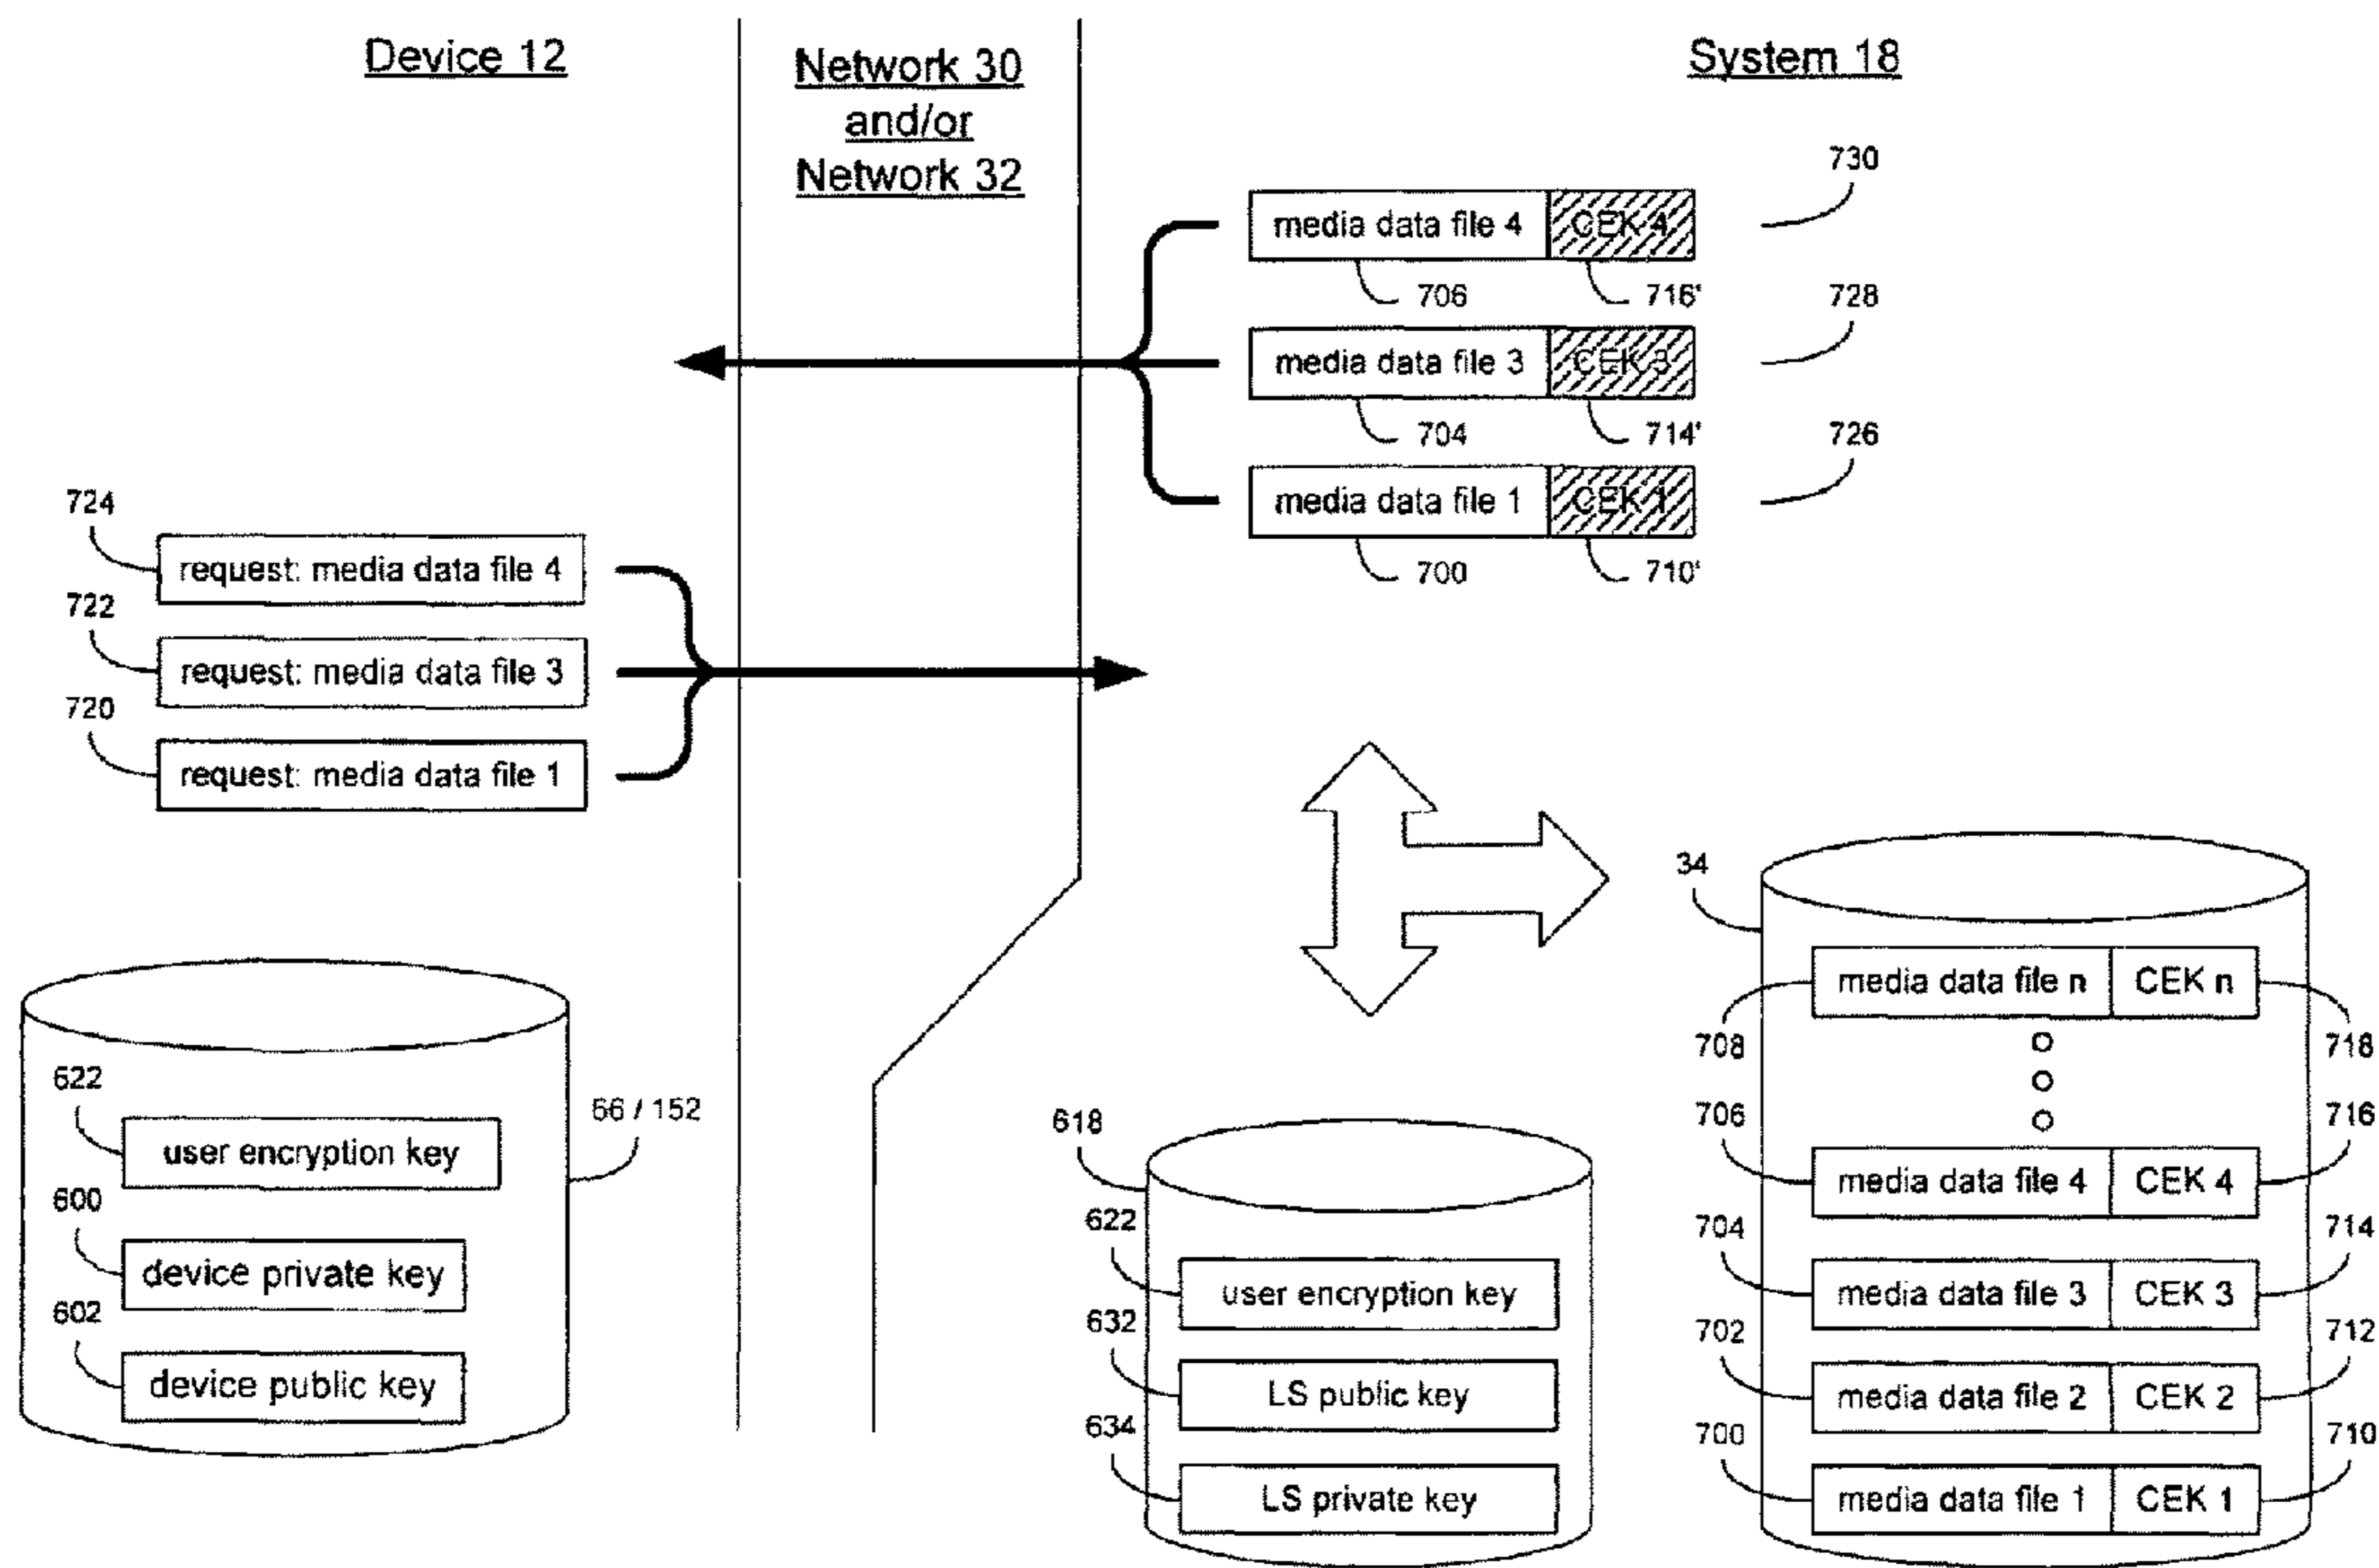 Device 12
Network 30
and/or
Network 32
System 18
730
media data file 4 CEK 4
706 716'
728
media data file 3 CEK 3
704 714'
726
media data file 1 CEK 1
700 710'
724
request: media data file 4
722
request: media data file 3
720
request: media data file 1
34
media data file n CEK n
708 718
706 716
media data file 4 CEK 4
704 714
media data file 3 CEK 3
702 712
media data file 2 CEK 2
700 710
media data file 1 CEK 1
66 / 152
622
user encryption key
600
device private key
602
device public key
618
622
user encryption key
632
LS public key
634
LS private key